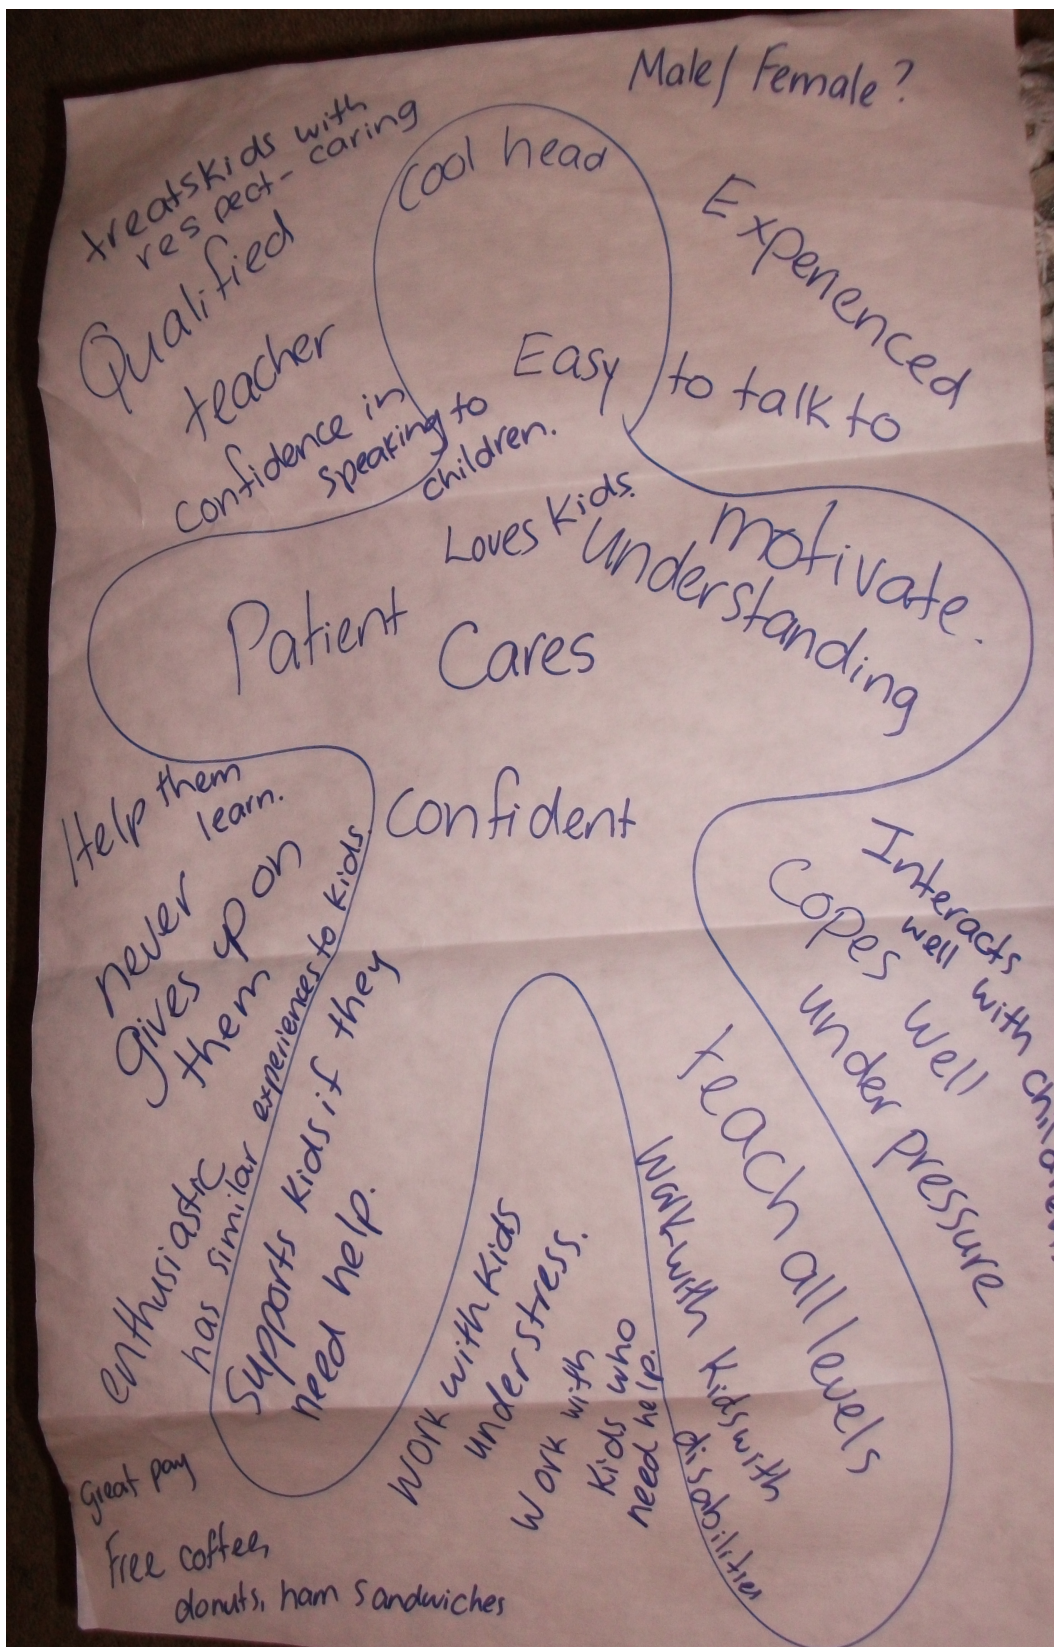 Male/ Female?
treatskids with
respect- caring
Qualified
teacher
Cool head
Experienced
Easy to talk to
Confidence in
speaking to
children.
Loves Kids.
motivate.
Understanding
Patient
Cares
Confident
Help them
learn.
never
gives up on
them
enthusiastic
has similar experiences to kids.
Supports kids if they
need help.
Interacts
well with children.
Copes well
under pressure
teach all levels
Work with Kids
under stress.
Work with
Kids who
need help.
Walk with Kids with
disabilities
Great pay
Free coffee,
donuts, ham sandwiches